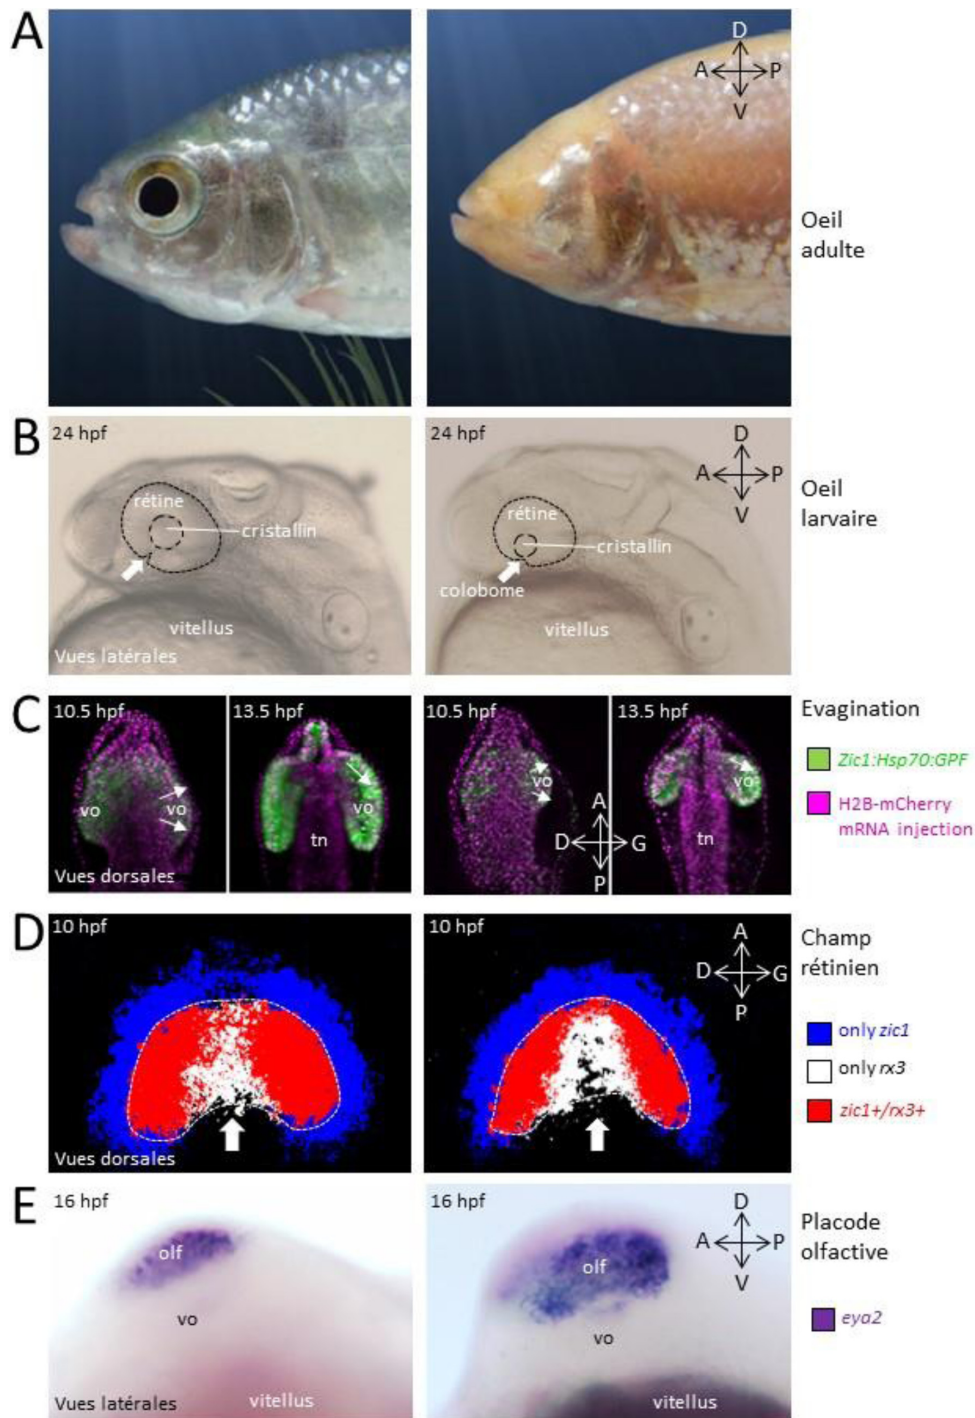 A
D
A P
V
Oeil
adulte
B
24 hpf
rétine
cristallin
vitellus
Vues latérales
24 hpf
D
A P
V
rétine
cristallin
colobome
vitellus
Oeil
larvaire
C
10.5 hpf
vo
vo
Vues dorsales
13.5 hpf
vo
tn
10.5 hpf
vo
A
D G
P
13.5 hpf
vo
tn
Evagination
Zic1:Hsp70:GPF
H2B-mCherry
mRNA injection
D
10 hpf
Vues dorsales
10 hpf
A
D G
P
Champ
rétinien
only zic1
only rx3
zic1+/rx3+
E
16 hpf
olf
vo
Vues latérales
vitellus
16 hpf
D
A P
V
olf
vo
vitellus
Placode
olfactive
eya2